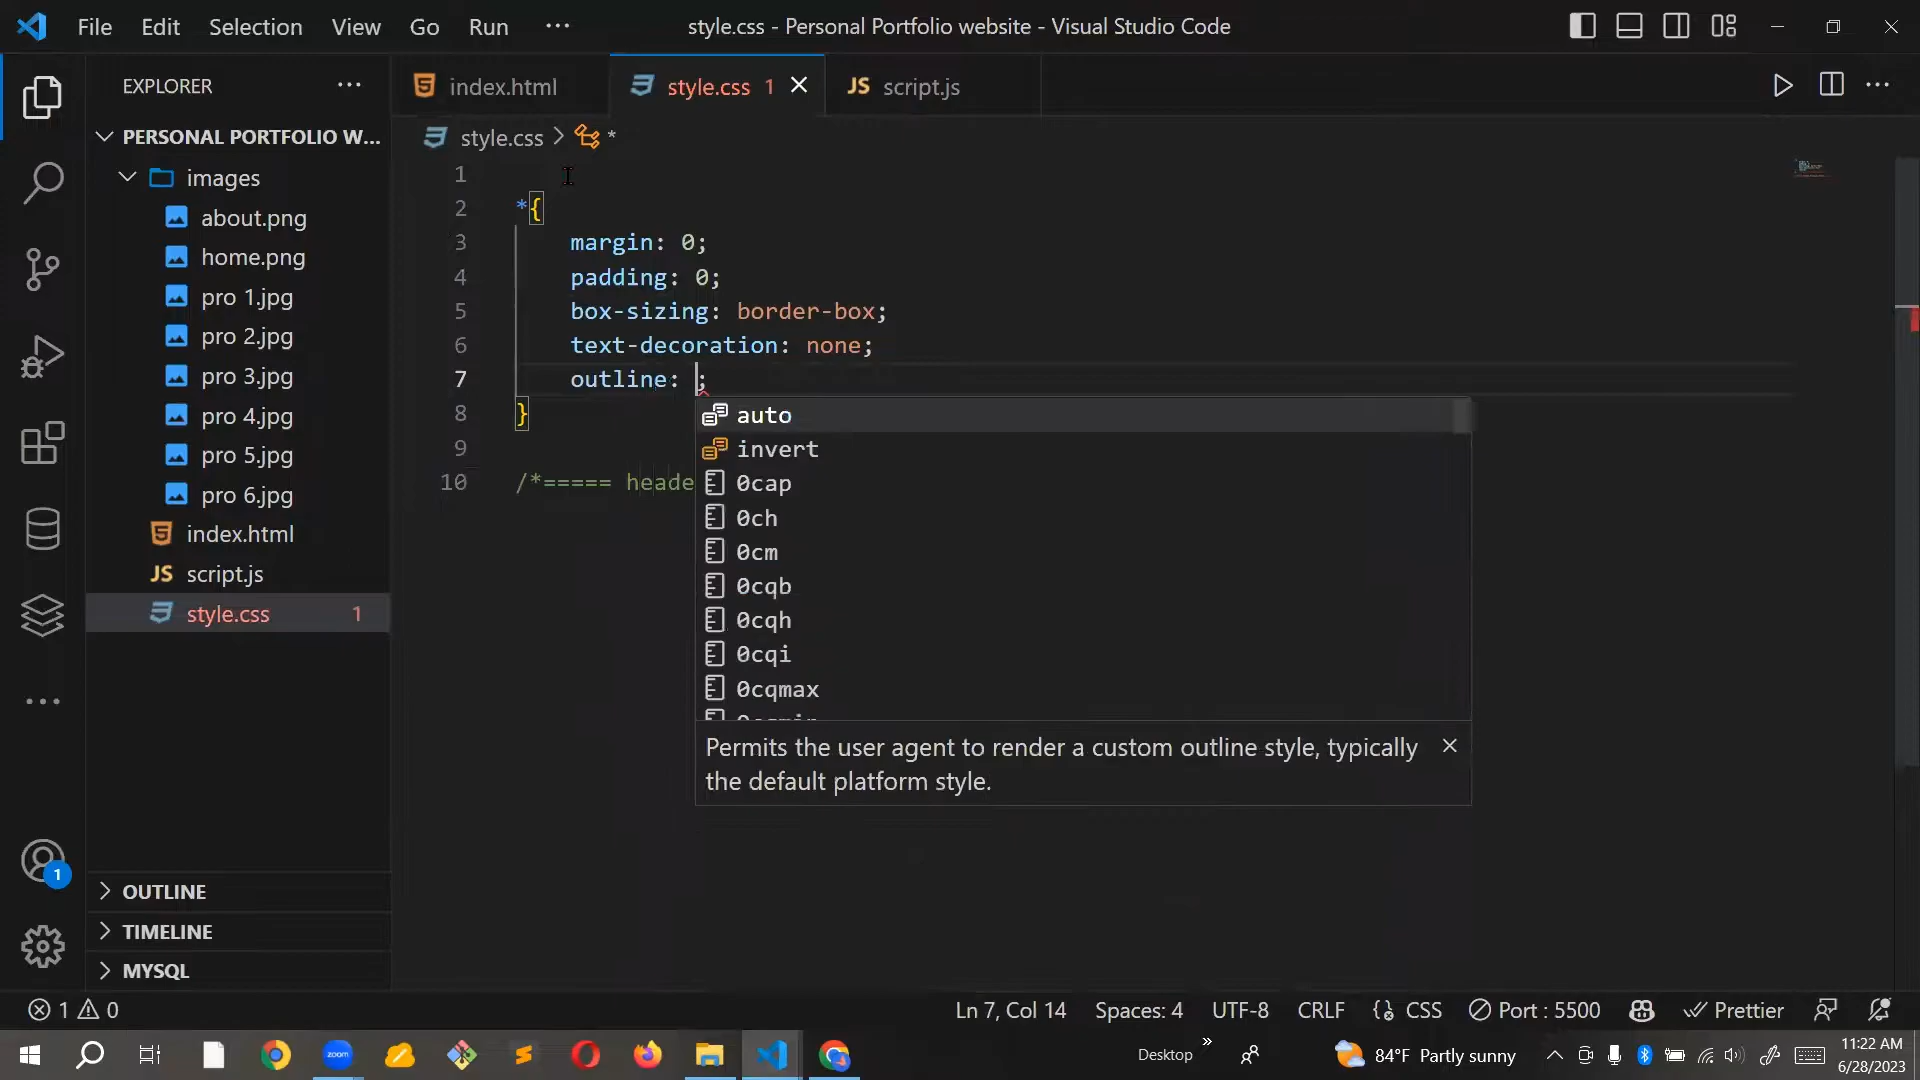 File Edit Selection View Go Run ···
style.css - Personal Portfolio website - Visual Studio Code
EXPLORER ···
index.html
style.css 1
JS script.js
PERSONAL PORTFOLIO W...
style.css > *
images
about.png
home.png
pro 1.jpg
pro 2.jpg
pro 3.jpg
pro 4.jpg
pro 5.jpg
pro 6.jpg
index.html
JS script.js
style.css 1
OUTLINE
TIMELINE
MYSQL
1
1
2 *{
3 margin: 0;
4 padding: 0;
5 box-sizing: border-box;
6 text-decoration: none;
7 outline: ;
8 }
9
10 /*===== heade
auto
invert
0cap
0ch
0cm
0cqb
0cqh
0cqi
0cqmax
Permits the user agent to render a custom outline style, typically
the default platform style.
1 0
Ln 7, Col 14 Spaces: 4 UTF-8 CRLF CSS Port : 5500 Prettier
zoom
Desktop
84°F Partly sunny
11:22 AM
6/28/2023